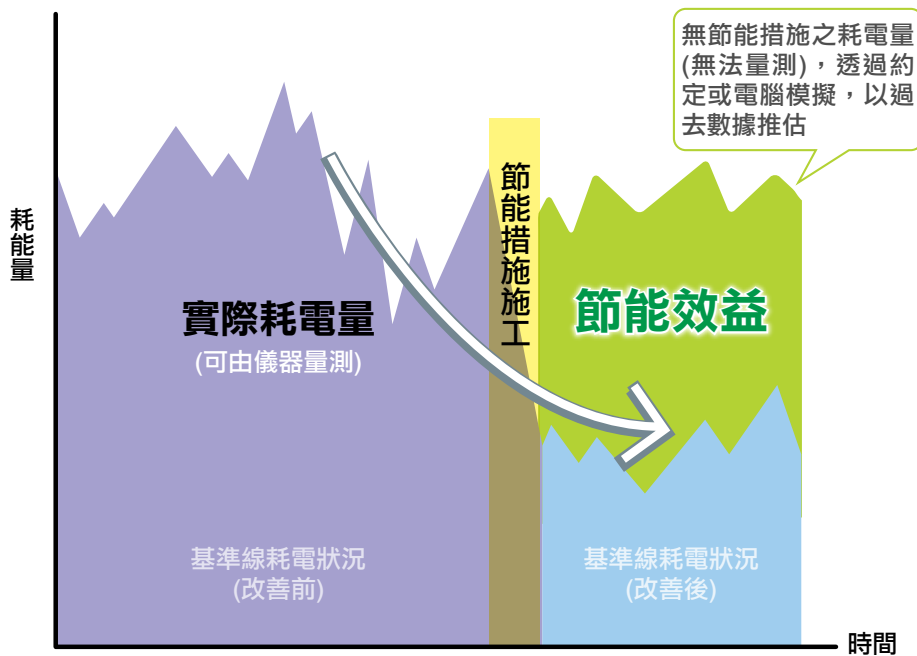 無節能措施之耗電量
(無法量測)，透過約
定或電腦模擬，以過
去數據推估
耗能量
節能措施施工
實際耗電量
(可由儀器量測)
節能效益
基準線耗電狀況
(改善前)
基準線耗電狀況
(改善後)
時間